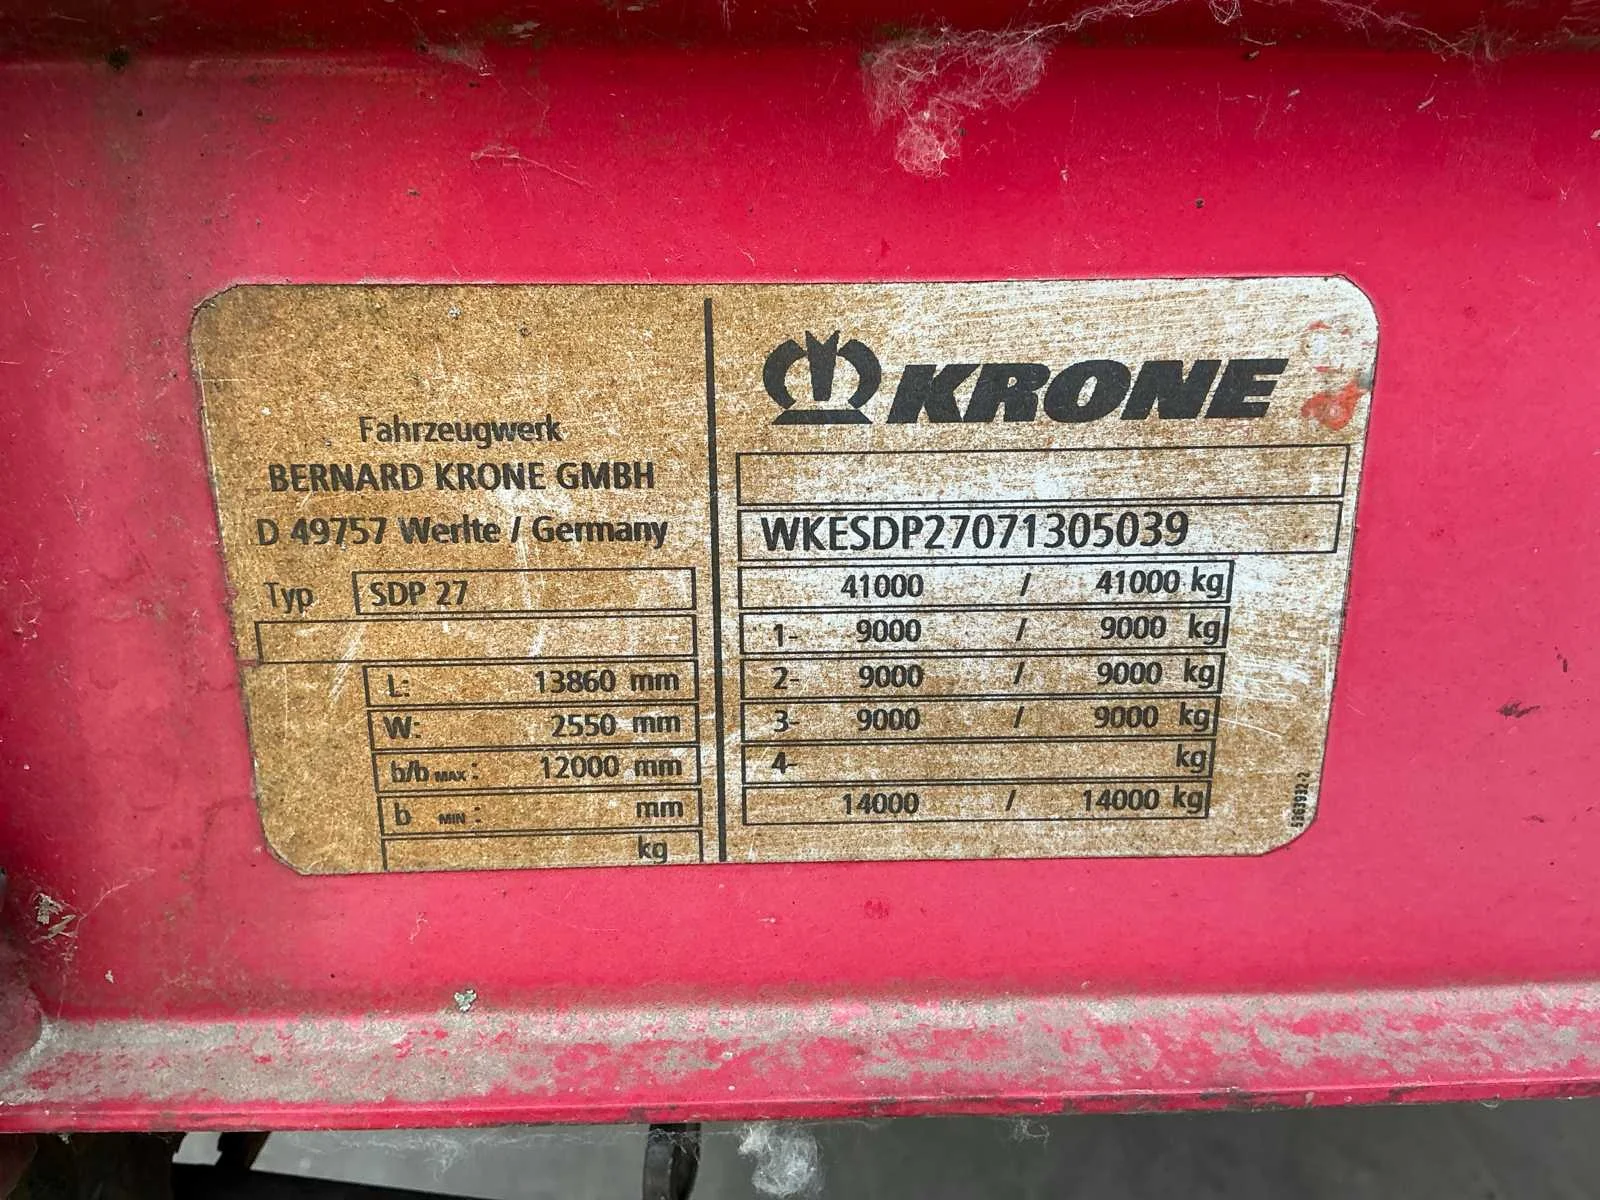 Fahrzeugwerk
BERNARD KRONE GMBH
D 49757 Werlte / Germany
Typ SDP 27
L: 13860 mm
W: 2550 mm
b/b MAX: 12000 mm
b MIN: mm
kg
KRONE
WKESDP27071305039
41000 / 41000 kg
1- 9000 / 9000 kg
2- 9000 / 9000 kg
3- 9000 / 9000 kg
4- kg
14000 / 14000 kg
5363932-2